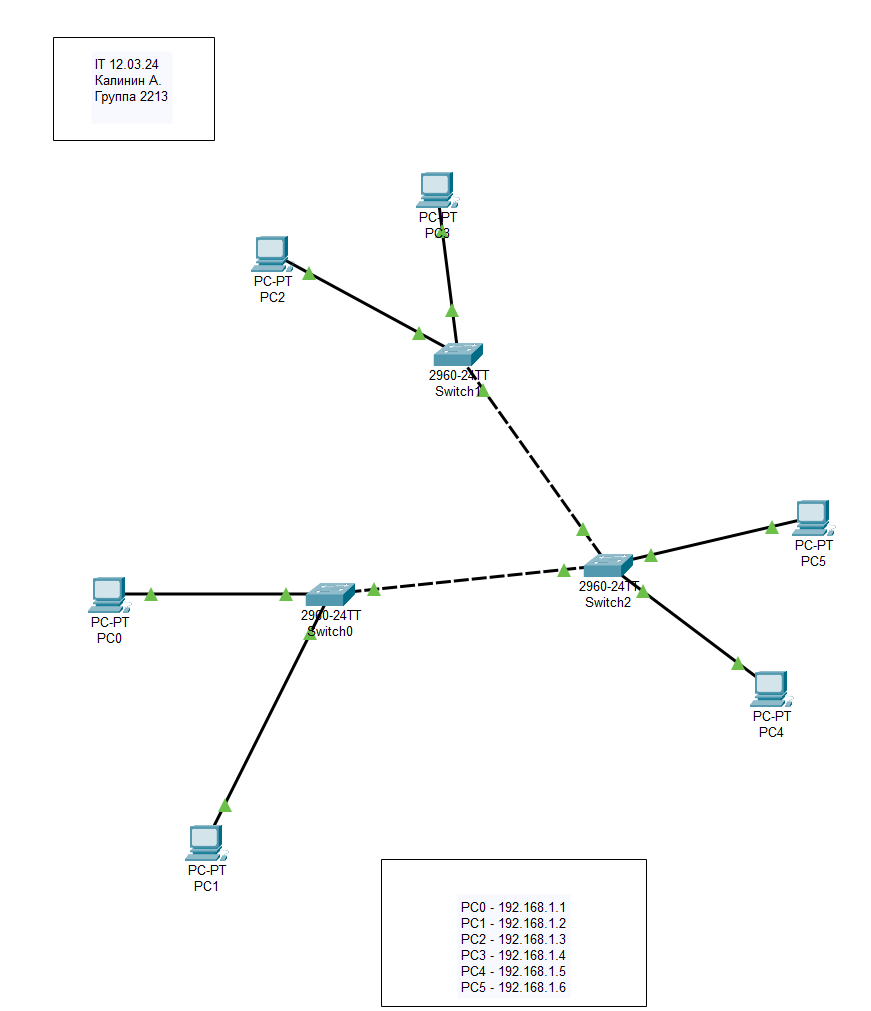 IT 12.03.24
Калинин А.
Группа 2213
PC-PT
PC3
PC-PT
PC2
2960-24TT
Switch1
PC-PT
PC5
2960-24TT
Switch2
PC-PT
PC0
2960-24TT
Switch0
PC-PT
PC4
PC-PT
PC1
PC0 - 192.168.1.1
PC1 - 192.168.1.2
PC2 - 192.168.1.3
PC3 - 192.168.1.4
PC4 - 192.168.1.5
PC5 - 192.168.1.6